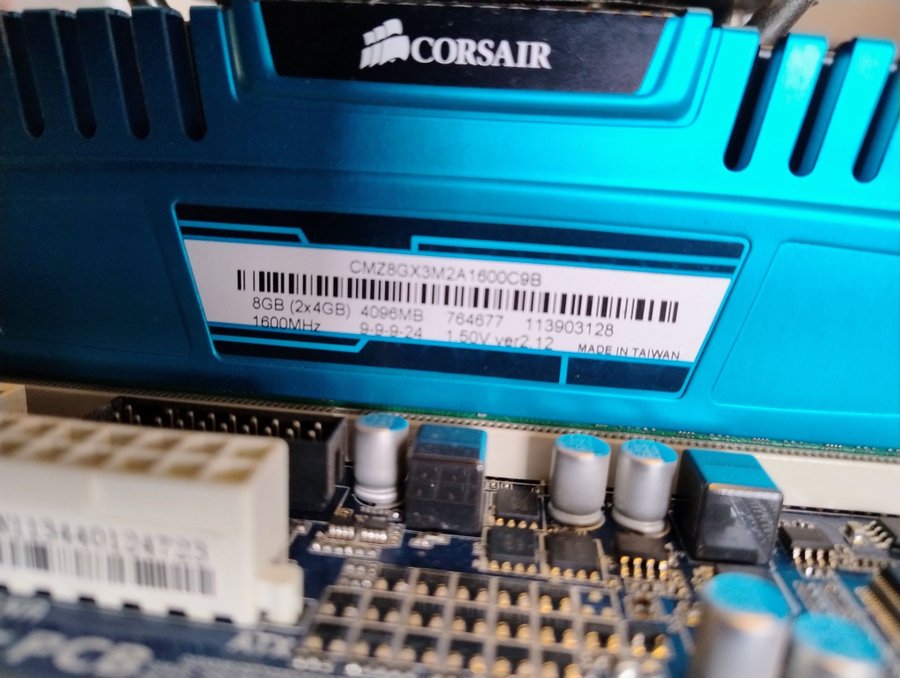 CORSAIR
CMZ8GX3M2A1600C9B
8GB (2x4GB) 4096MB 764677 113903128
1600MHz 9-9-9-24 1.50V ver2.12 MADE IN TAIWAN
PCB